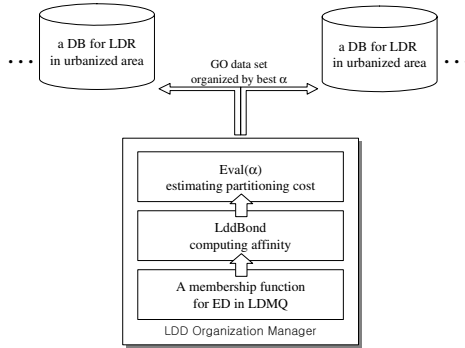 a DB for LDR
in urbanized area
a DB for LDR
in urbanized area
...
...
GO data set
organized by best α
Eval(α)
estimating partitioning cost
LddBond
computing affinity
A membership function
for ED in LDMQ
LDD Organization Manager